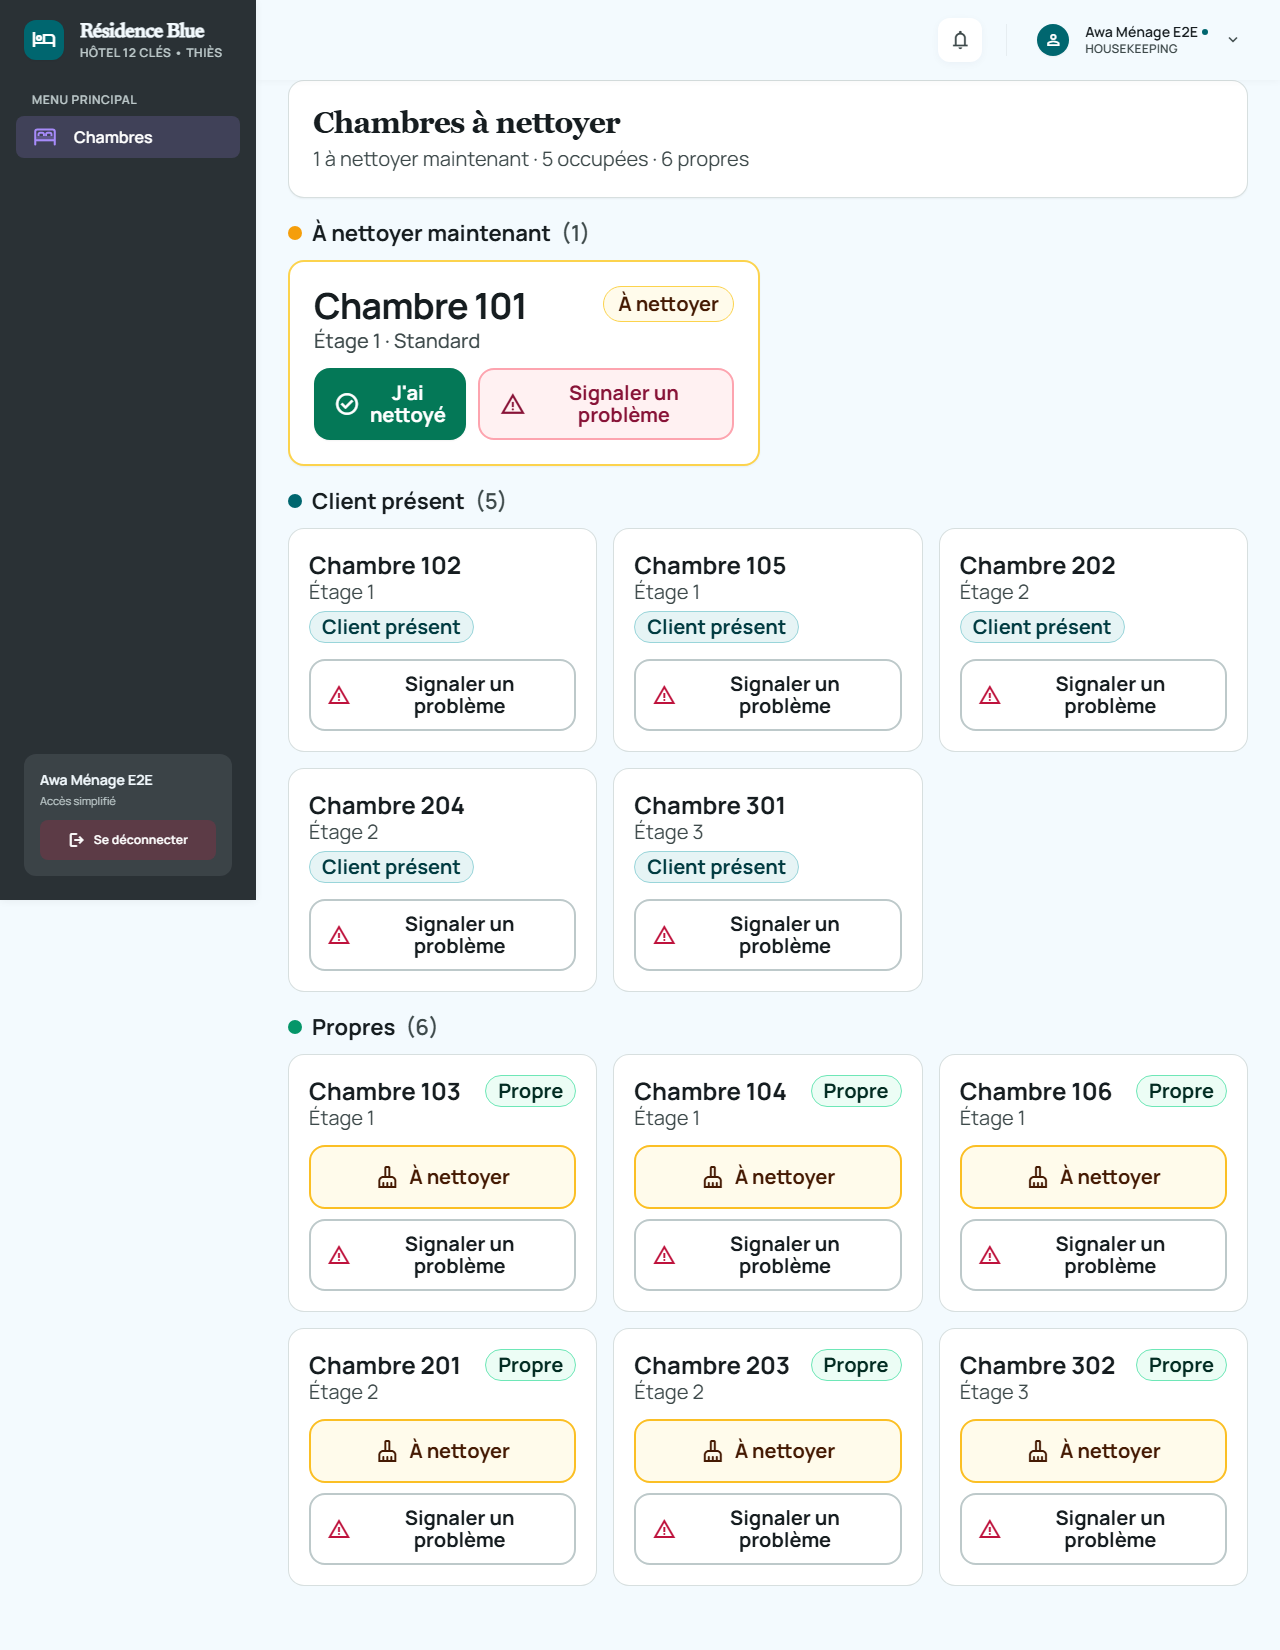 Résidence Blue
HÔTEL 12 CLÉS • THIÈS
MENU PRINCIPAL
Chambres
Awa Ménage E2E
HOUSEKEEPING
Chambres à nettoyer
1 à nettoyer maintenant · 5 occupées · 6 propres
À nettoyer maintenant (1)
Chambre 101
À nettoyer
Étage 1 · Standard
J'ai
nettoyé
Signaler un
problème
Client présent (5)
Chambre 102
Étage 1
Client présent
Signaler un
problème
Chambre 105
Étage 1
Client présent
Signaler un
problème
Chambre 202
Étage 2
Client présent
Signaler un
problème
Chambre 204
Étage 2
Client présent
Signaler un
problème
Chambre 301
Étage 3
Client présent
Signaler un
problème
Propres (6)
Chambre 103
Propre
Étage 1
À nettoyer
Signaler un
problème
Chambre 104
Propre
Étage 1
À nettoyer
Signaler un
problème
Chambre 106
Propre
Étage 1
À nettoyer
Signaler un
problème
Chambre 201
Propre
Étage 2
À nettoyer
Signaler un
problème
Chambre 203
Propre
Étage 2
À nettoyer
Signaler un
problème
Chambre 302
Propre
Étage 3
À nettoyer
Signaler un
problème
Awa Ménage E2E
Accès simplifié
Se déconnecter